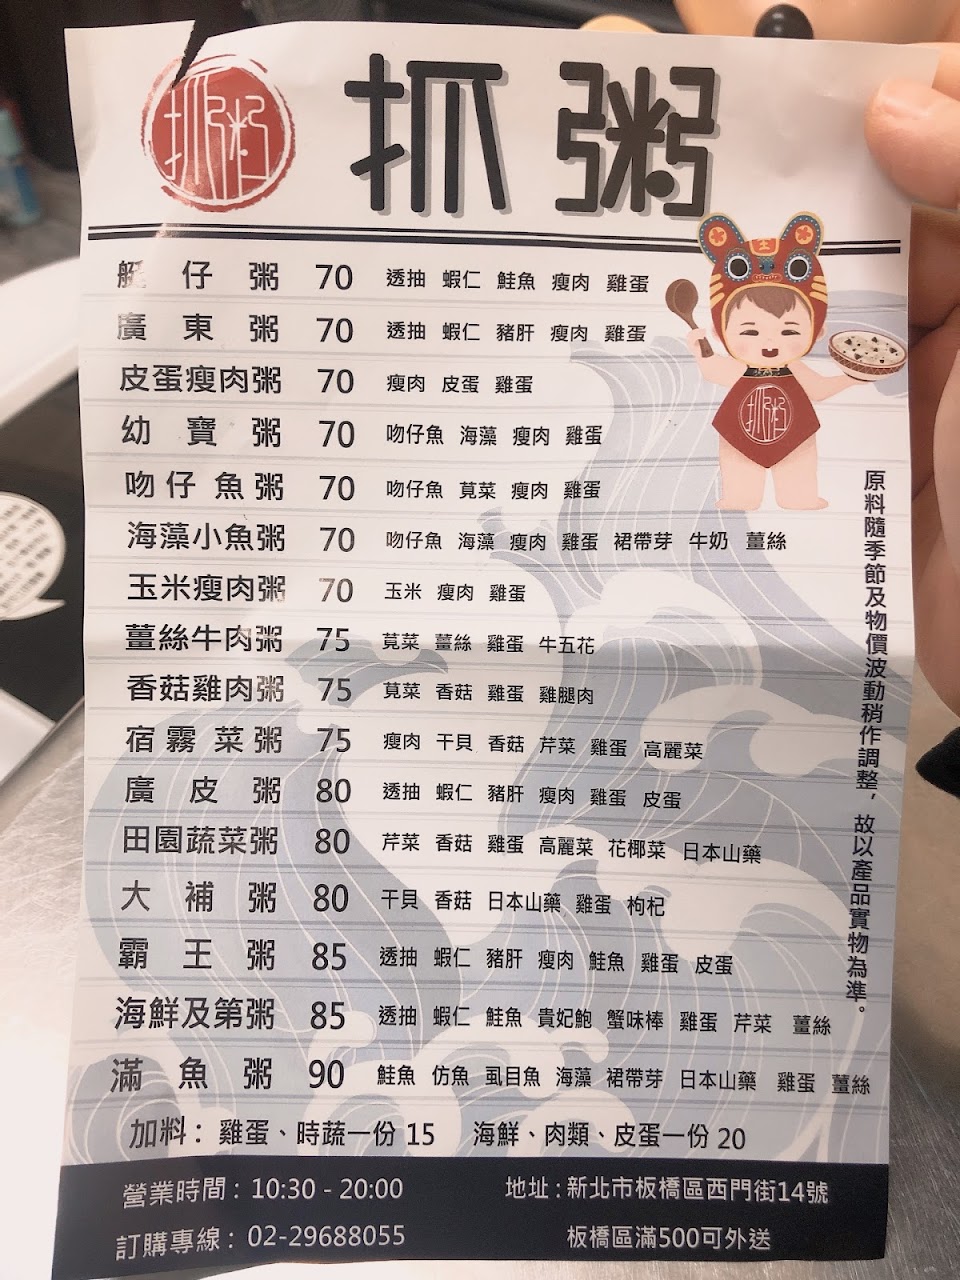 抓粥
抓粥
艇仔粥 70 透抽 蝦仁 鮭魚 瘦肉 雞蛋
廣東粥 70 透抽 蝦仁 豬肝 瘦肉 雞蛋
皮蛋瘦肉粥 70 瘦肉 皮蛋 雞蛋
幼寶粥 70 吻仔魚 海藻 瘦肉 雞蛋
吻仔魚粥 70 吻仔魚 莧菜 瘦肉 雞蛋
海藻小魚粥 70 吻仔魚 海藻 瘦肉 雞蛋 裙帶芽 牛奶 薑絲
玉米瘦肉粥 70 玉米 瘦肉 雞蛋
薑絲牛肉粥 75 莧菜 薑絲 雞蛋 牛五花
香菇雞肉粥 75 莧菜 香菇 雞蛋 雞腿肉
宿霧菜粥 75 瘦肉 干貝 香菇 芹菜 雞蛋 高麗菜
廣皮粥 80 透抽 蝦仁 豬肝 瘦肉 雞蛋 皮蛋
田園蔬菜粥 80 芹菜 香菇 雞蛋 高麗菜 花椰菜 日本山藥
大補粥 80 干貝 香菇 日本山藥 雞蛋 枸杞
霸王粥 85 透抽 蝦仁 豬肝 瘦肉 鮭魚 雞蛋 皮蛋
海鮮及第粥 85 透抽 蝦仁 鮭魚 貴妃鮑 蟹味棒 雞蛋 芹菜 薑絲
滿魚粥 90 鮭魚 仿魚 虱目魚 海藻 裙帶芽 日本山藥 雞蛋 薑絲
加料：雞蛋、時蔬一份 15 海鮮、肉類、皮蛋一份 20
抓粥
王
原料隨季節及物價波動稍作調整，故以產品實物為準。
營業時間：10:30 - 20:00
地址：新北市板橋區西門街14號
訂購專線：02-29688055
板橋區滿500可外送